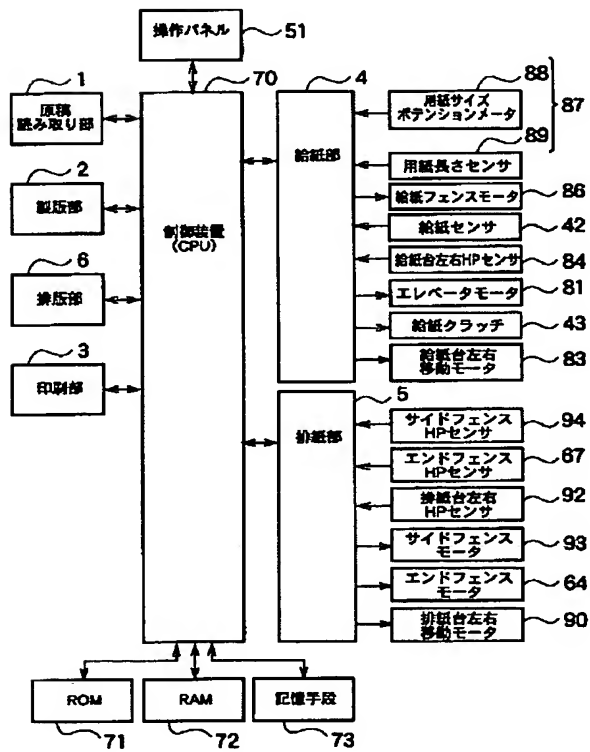 操作パネル
51
1
原稿
読み取り部
2
製版部
6
排版部
3
印刷部
70
制御装置
(CPU)
4
給紙部
88
用紙サイズ
ポテンションメータ
87
89
用紙長さセンサ
給紙フェンスモータ
86
給紙センサ
42
給紙台左右HPセンサ
84
エレベータモータ
81
給紙クラッチ
43
給紙台左右
移動モータ
83
5
排紙部
サイドフェンス
HPセンサ
94
エンドフェンス
HPセンサ
67
排紙台左右
HPセンサ
92
サイドフェンス
モータ
93
エンドフェンス
モータ
64
排紙台左右
移動モータ
90
ROM
71
RAM
72
記憶手段
73